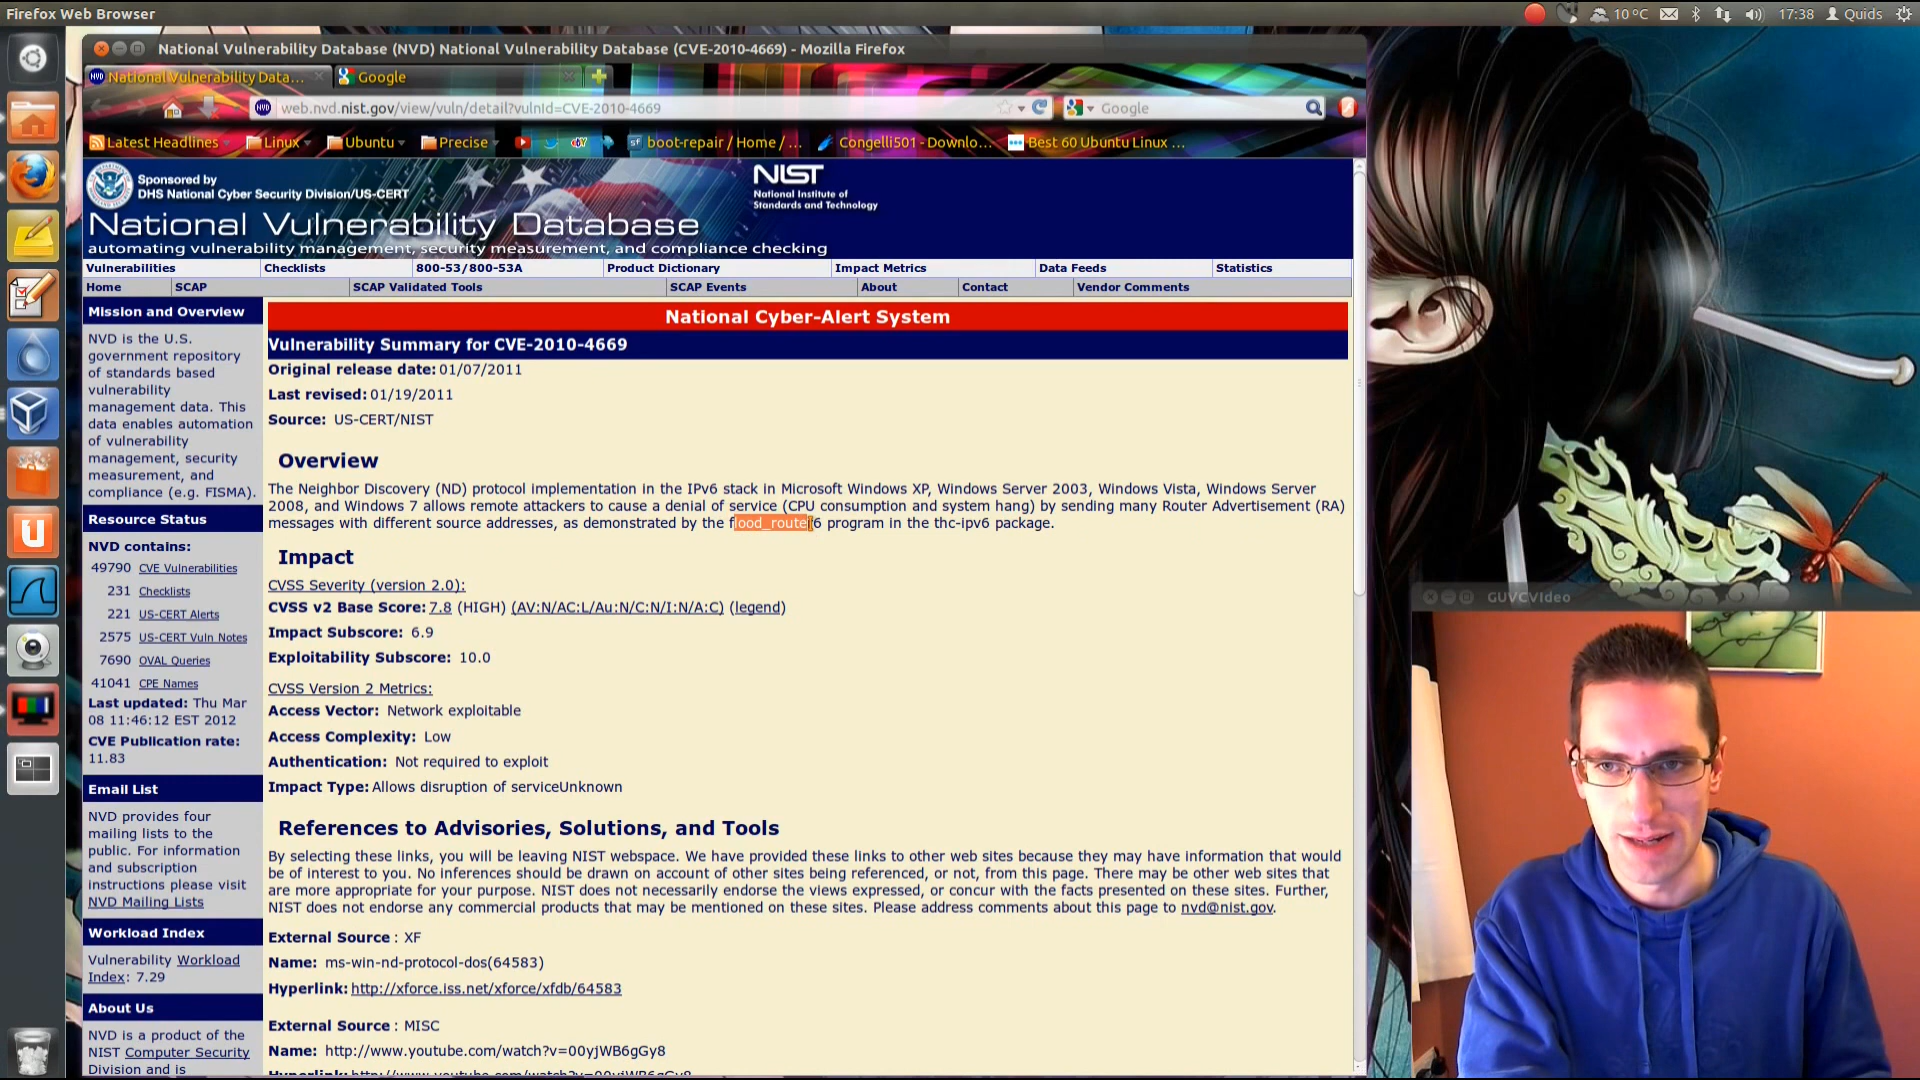 Firefox Web Browser
10 °C
17:38
Quids
National Vulnerability Database (NVD) National Vulnerability Database (CVE-2010-4669) - Mozilla Firefox
National Vulnerability Data...
Google
web.nvd.nist.gov/view/vuln/detail?vulnId=CVE-2010-4669
Google
Latest Headlines
Linux
Ubuntu
Precise
boot-repair / Home / ...
Congelli501 - Downlo...
Best 60 Ubuntu Linux ...
Sponsored by
DHS National Cyber Security Division/US-CERT
NIST
National Institute of
Standards and Technology
National Vulnerability Database
automating vulnerability management, security measurement, and compliance checking
Vulnerabilities
Checklists
800-53/800-53A
Product Dictionary
Impact Metrics
Data Feeds
Statistics
Home
SCAP
SCAP Validated Tools
SCAP Events
About
Contact
Vendor Comments
Mission and Overview
NVD is the U.S.
government repository
of standards based
vulnerability
management data. This
data enables automation
of vulnerability
management, security
measurement, and
compliance (e.g. FISMA).
Resource Status
NVD contains:
49790 CVE Vulnerabilities
231 Checklists
221 US-CERT Alerts
2575 US-CERT Vuln Notes
7690 OVAL Queries
41041 CPE Names
Last updated: Thu Mar
08 11:46:12 EST 2012
CVE Publication rate:
11.83
Email List
NVD provides four
mailing lists to the
public. For information
and subscription
instructions please visit
NVD Mailing Lists
Workload Index
Vulnerability Workload
Index: 7.29
About Us
NVD is a product of the
NIST Computer Security
Division and is
National Cyber-Alert System
Vulnerability Summary for CVE-2010-4669
Original release date: 01/07/2011
Last revised: 01/19/2011
Source: US-CERT/NIST
Overview
The Neighbor Discovery (ND) protocol implementation in the IPv6 stack in Microsoft Windows XP, Windows Server 2003, Windows Vista, Windows Server
2008, and Windows 7 allows remote attackers to cause a denial of service (CPU consumption and system hang) by sending many Router Advertisement (RA)
messages with different source addresses, as demonstrated by the flood_router6 program in the thc-ipv6 package.
Impact
CVSS Severity (version 2.0):
CVSS v2 Base Score: 7.8 (HIGH) (AV:N/AC:L/Au:N/C:N/I:N/A:C) (legend)
Impact Subscore: 6.9
Exploitability Subscore: 10.0
CVSS Version 2 Metrics:
Access Vector: Network exploitable
Access Complexity: Low
Authentication: Not required to exploit
Impact Type: Allows disruption of serviceUnknown
References to Advisories, Solutions, and Tools
By selecting these links, you will be leaving NIST webspace. We have provided these links to other web sites because they may have information that would
be of interest to you. No inferences should be drawn on account of other sites being referenced, or not, from this page. There may be other web sites that
are more appropriate for your purpose. NIST does not necessarily endorse the views expressed, or concur with the facts presented on these sites. Further,
NIST does not endorse any commercial products that may be mentioned on these sites. Please address comments about this page to nvd@nist.gov.
External Source : XF
Name: ms-win-nd-protocol-dos(64583)
Hyperlink: http://xforce.iss.net/xforce/xfdb/64583
External Source : MISC
Name: http://www.youtube.com/watch?v=00yjWB6gGy8
Hyperlink: http://www.youtube.com/watch?v=00yjWB6gGy8
GUVCVideo